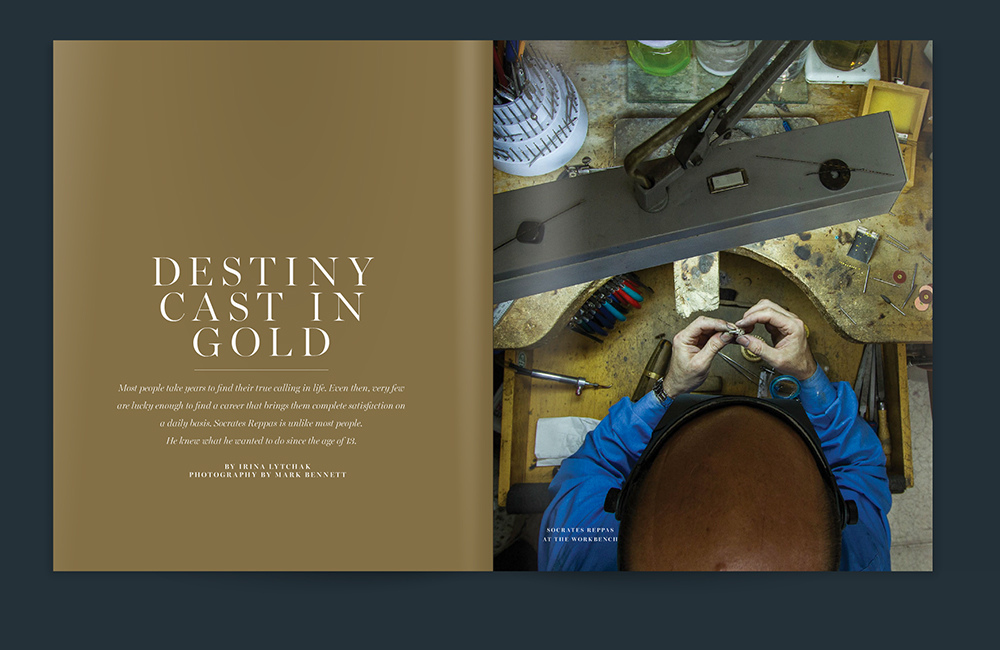 DESTINY
CAST IN
GOLD
Most people take years to find their true calling in life. Even then, very few
are lucky enough to find a career that brings them complete satisfaction on
a daily basis. Socrates Reppas is unlike most people.
He knew what he wanted to do since the age of 13.
BY IRINA LYTCHAK
PHOTOGRAPHY BY MARK BENNETT
SOCRATES REPPAS
AT THE WORKBENCH